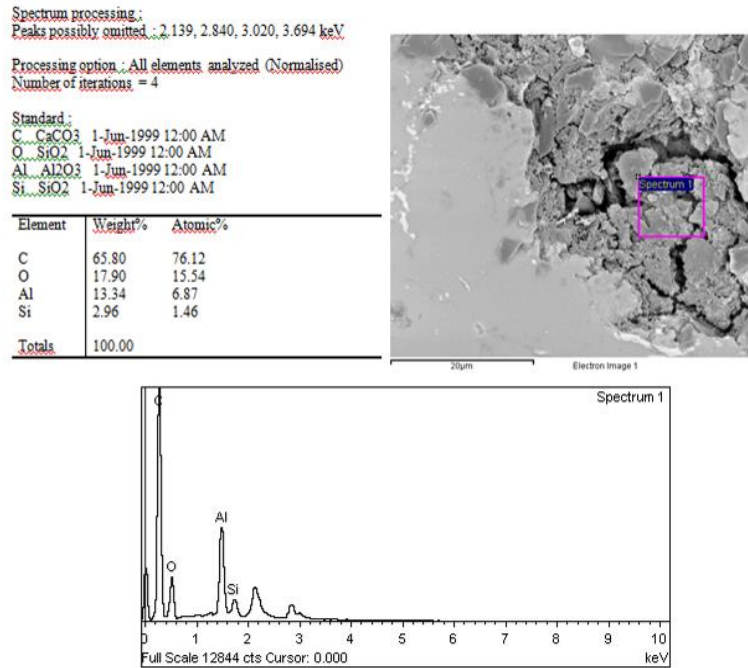 Spectrum processing :
Peaks possibly omitted : 2.139, 2.840, 3.020, 3.694 keV
Processing option : All elements analyzed (Normalised)
Number of iterations = 4
Standard :
C CaCO3 1-Jun-1999 12:00 AM
O SiO2 1-Jun-1999 12:00 AM
Al Al2O3 1-Jun-1999 12:00 AM
Si SiO2 1-Jun-1999 12:00 AM
Element Weight% Atomic%
C 65.80 76.12
O 17.90 15.54
Al 13.34 6.87
Si 2.96 1.46
Totals 100.00
Spectrum 1
20µm Electron Image 1
Spectrum 1
C
Al
O
Si
0 1 2 3 4 5 6 7 8 9 10
Full Scale 12844 cts Cursor: 0.000 keV